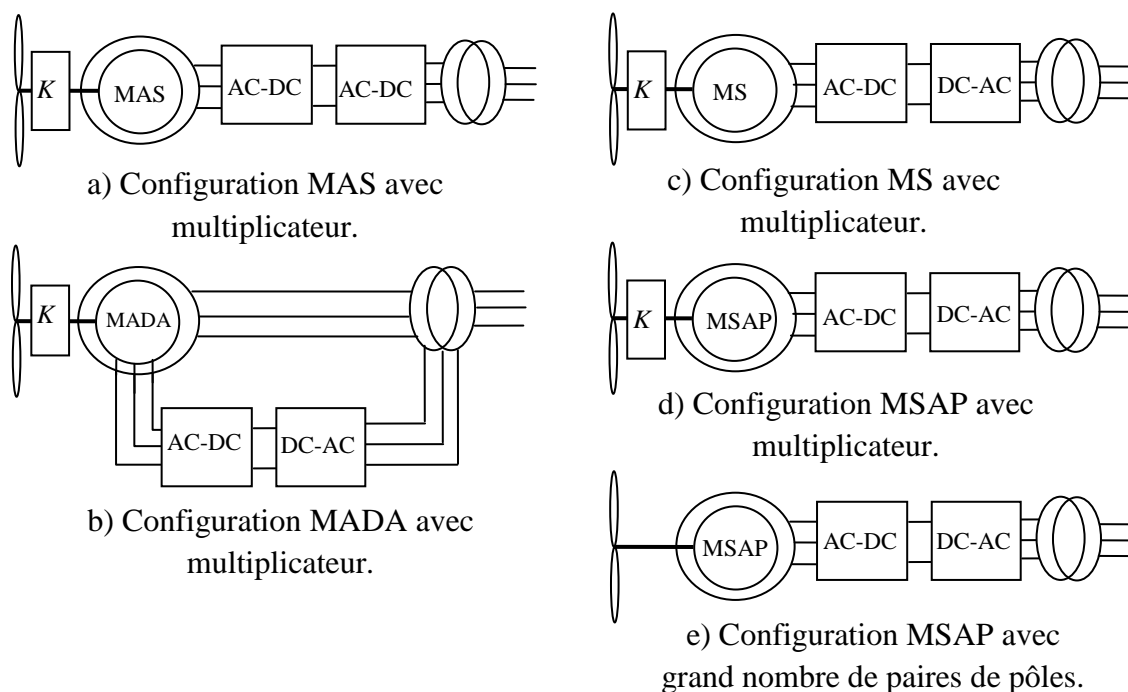 K
MAS
AC-DC
AC-DC
a) Configuration MAS avec
multiplicateur.
K
MADA
AC-DC
DC-AC
b) Configuration MADA avec
multiplicateur.
K
MS
AC-DC
DC-AC
c) Configuration MS avec
multiplicateur.
K
MSAP
AC-DC
DC-AC
d) Configuration MSAP avec
multiplicateur.
MSAP
AC-DC
DC-AC
e) Configuration MSAP avec
grand nombre de paires de pôles.